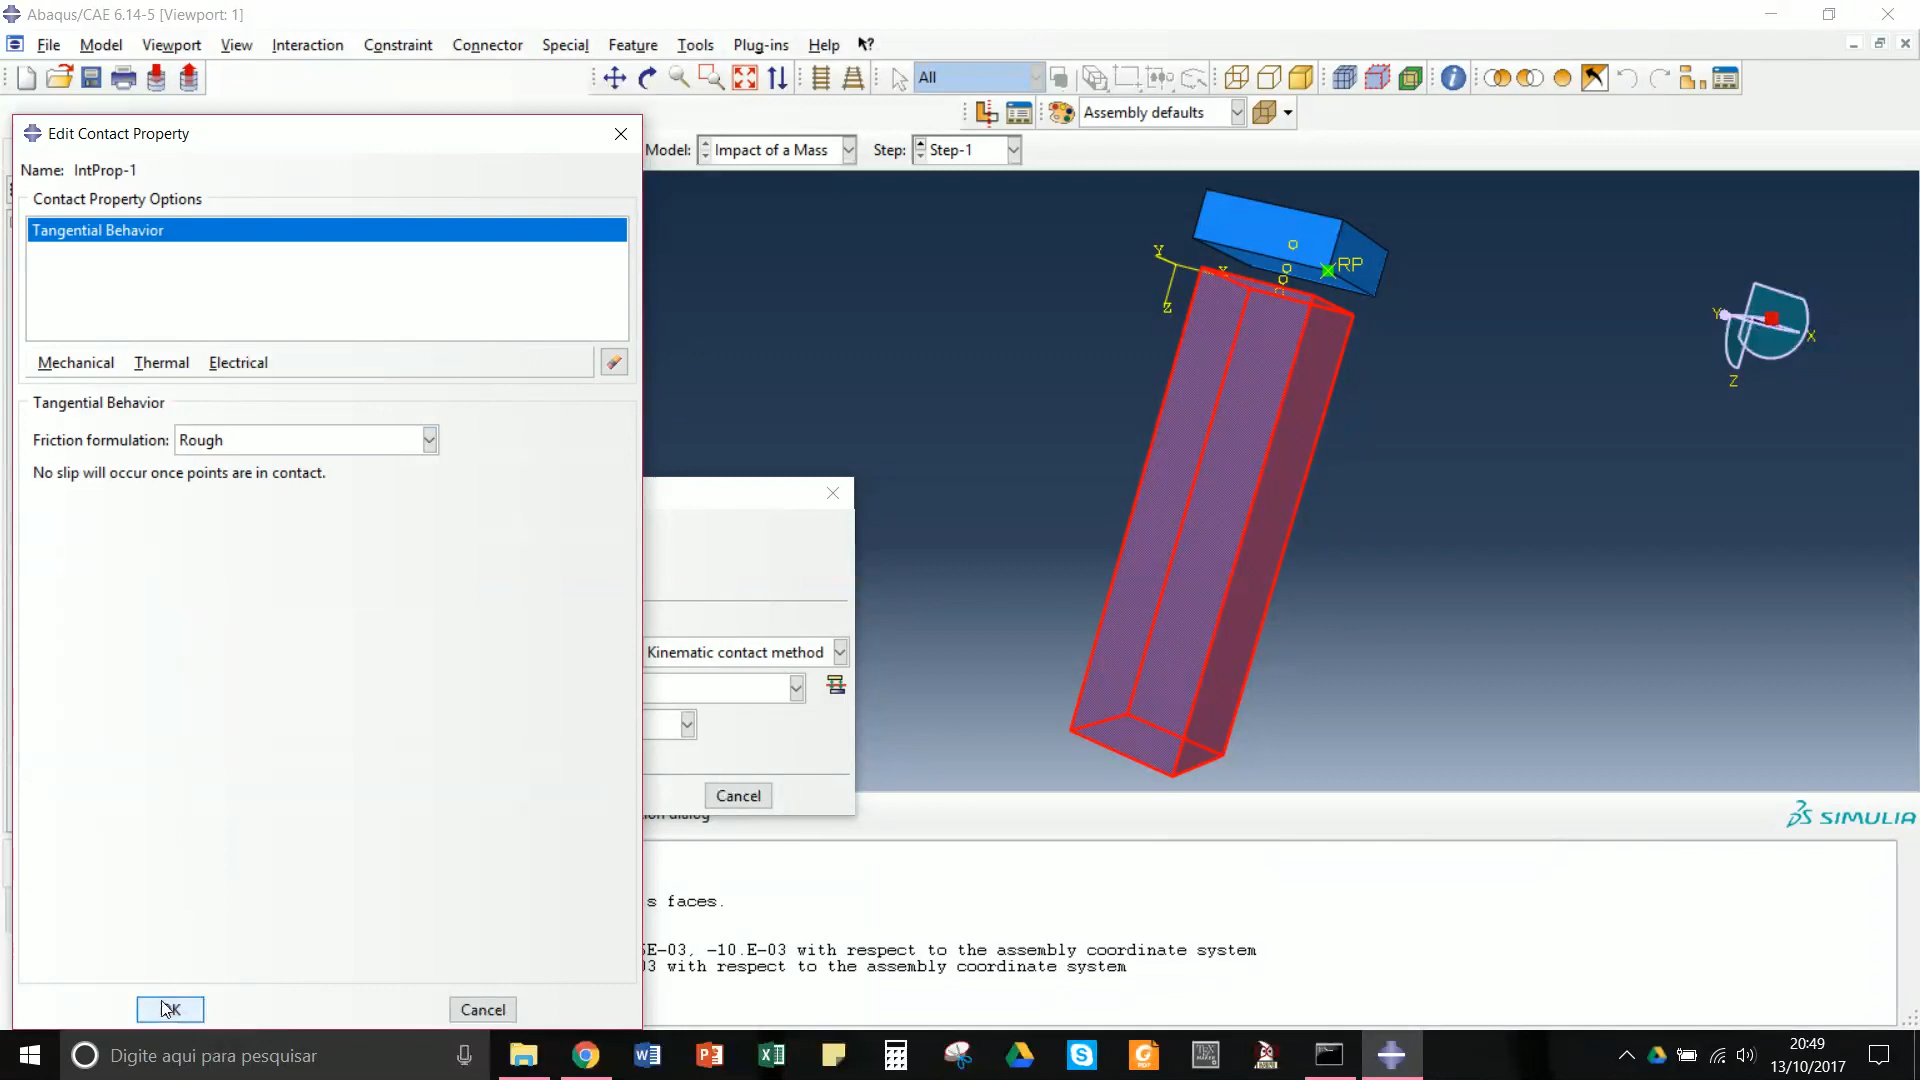 Abaqus/CAE 6.14-5 [Viewport: 1]
File Model Viewport View Interaction Constraint Connector Special Feature Tools Plug-ins Help
All
Assembly defaults
Edit Contact Property
Model: Impact of a Mass Step: Step-1
Name: IntProp-1
Contact Property Options
Tangential Behavior
Mechanical Thermal Electrical
Tangential Behavior
Friction formulation: Rough
No slip will occur once points are in contact.
OK
Cancel
Kinematic contact method
Cancel
Y
X
Z
RP
Y
X
Z
SIMULIA
s faces.
5E-03, -10.E-03 with respect to the assembly coordinate system
03 with respect to the assembly coordinate system
Digite aqui para pesquisar
20:49
13/10/2017